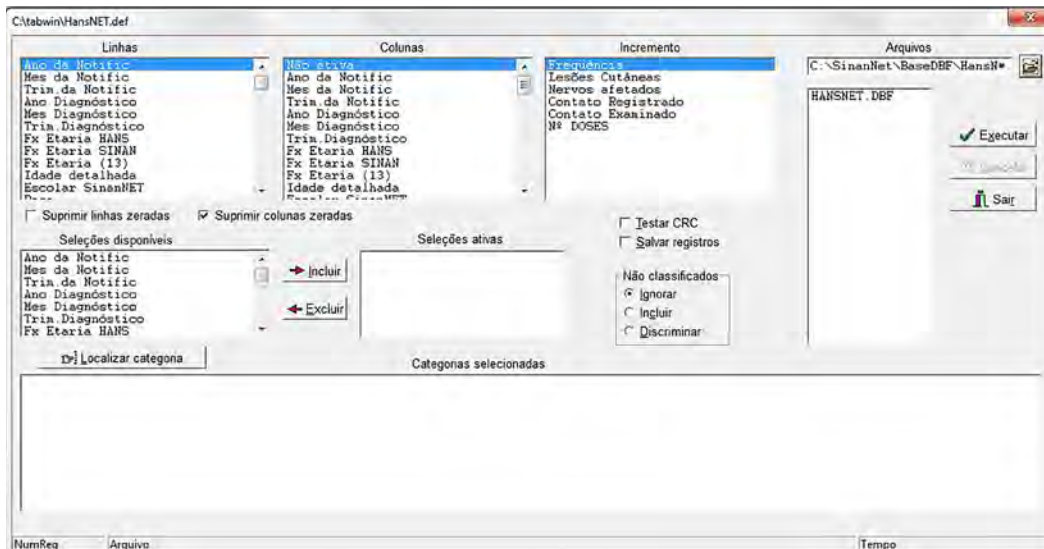 C:\tabwin\HansNET.def
Linhas
Ano da Notific
Mes da Notific
Trim.da Notific
Ano Diagnóstico
Mes Diagnóstico
Trim.Diagnóstico
Fx Etaria HANS
Fx Etaria SINAN
Fx Etaria (13)
Idade detalhada
Escolar SinanNET
Colunas
Não ativa
Ano da Notific
Mes da Notific
Trim.da Notific
Ano Diagnóstico
Mes Diagnóstico
Trim.Diagnóstico
Fx Etaria HANS
Fx Etaria SINAN
Fx Etaria (13)
Idade detalhada
Escolar SinanNET
Incremento
Frequência
Lesões Cutâneas
Nervos afetados
Contato Registrado
Contato Examinado
Nº DOSES
Arquivos
C:\SinanNet\BaseDBF\HansN*
HANSNET.DBF
Executar
Sair
Suprimir linhas zeradas
Suprimir colunas zeradas
Testar CRC
Salvar registros
Seleções disponíveis
Ano da Notific
Mes da Notific
Trim.da Notific
Ano Diagnóstico
Mes Diagnóstico
Trim.Diagnóstico
Fx Etaria HANS
Incluir
Excluir
Seleções ativas
Não classificados
Ignorar
Incluir
Discriminar
Localizar categoria
Categorias selecionadas
NumReg
Arquivo
Tempo